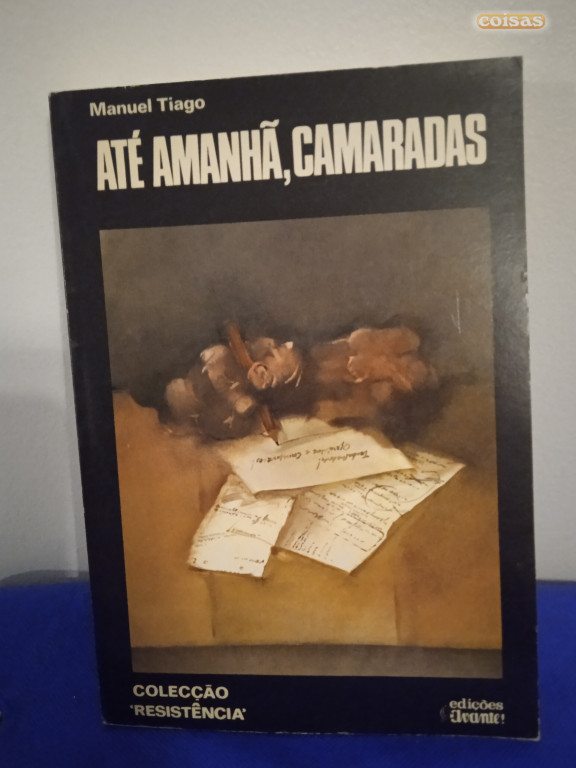 coisas
Manuel Tiago
ATÉ AMANHÃ, CAMARADAS
COLECÇÃO
'RESISTÊNCIA'
edições
Avante!